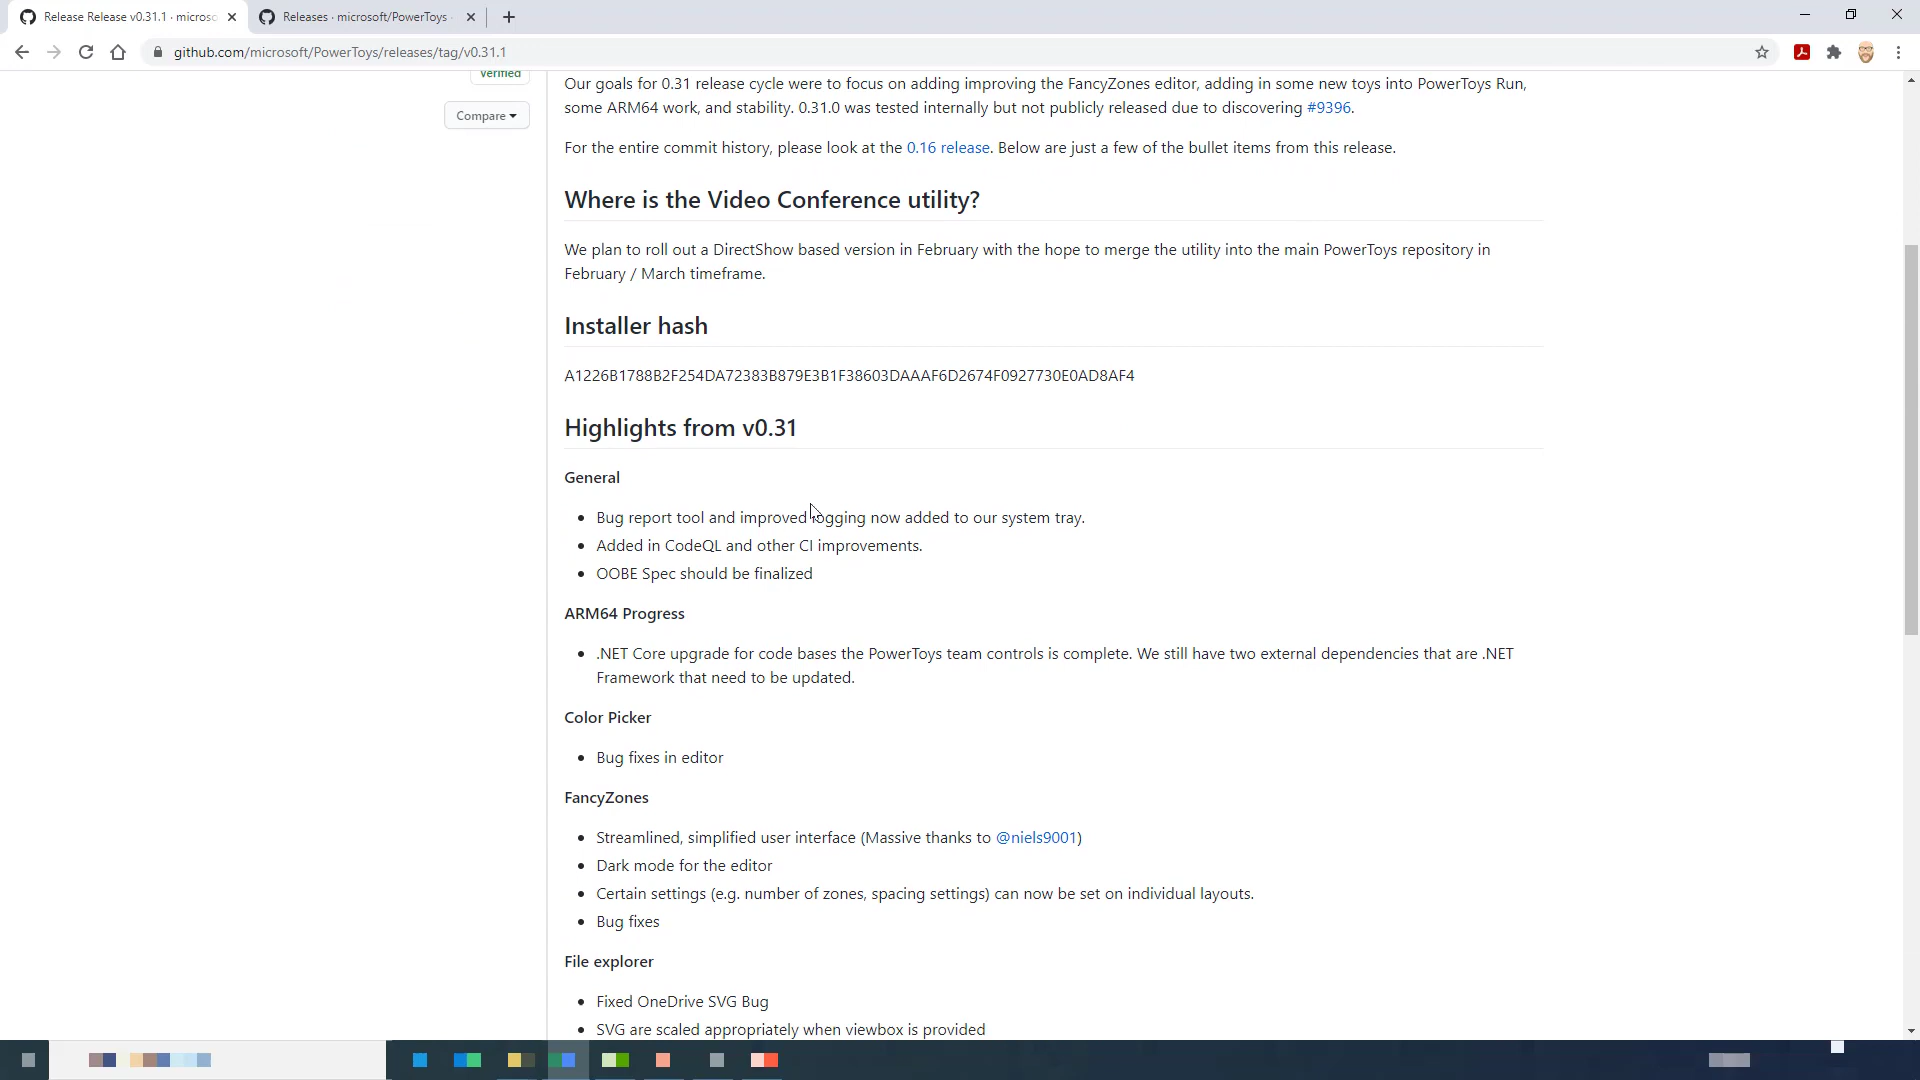 Release Release v0.31.1 · microso
Releases · microsoft/PowerToys ·
github.com/microsoft/PowerToys/releases/tag/v0.31.1
Verified
Compare
Our goals for 0.31 release cycle were to focus on adding improving the FancyZones editor, adding in some new toys into PowerToys Run,
some ARM64 work, and stability. 0.31.0 was tested internally but not publicly released due to discovering #9396.
For the entire commit history, please look at the 0.16 release. Below are just a few of the bullet items from this release.
Where is the Video Conference utility?
We plan to roll out a DirectShow based version in February with the hope to merge the utility into the main PowerToys repository in
February / March timeframe.
Installer hash
A1226B1788B2F254DA72383B879E3B1F38603DAAAF6D2674F0927730E0AD8AF4
Highlights from v0.31
General
• Bug report tool and improved logging now added to our system tray.
• Added in CodeQL and other CI improvements.
• OOBE Spec should be finalized
ARM64 Progress
• .NET Core upgrade for code bases the PowerToys team controls is complete. We still have two external dependencies that are .NET
Framework that need to be updated.
Color Picker
• Bug fixes in editor
FancyZones
• Streamlined, simplified user interface (Massive thanks to @niels9001)
• Dark mode for the editor
• Certain settings (e.g. number of zones, spacing settings) can now be set on individual layouts.
• Bug fixes
File explorer
• Fixed OneDrive SVG Bug
• SVG are scaled appropriately when viewbox is provided